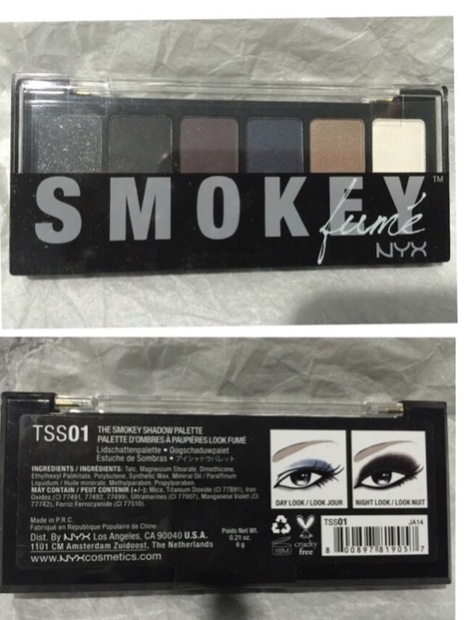 SMOKEY™
fumé
NYX
TSS01
THE SMOKEY SHADOW PALETTE
PALETTE D'OMBRES À PAUPIÈRES LOOK FUMÉ
Lidschattenpalette • Oogschaduwpalet
Estuche de Sombras • アイシャドウパレット
INGREDIENTS / INGRÉDIENTS: Talc, Magnesium Stearate, Dimethicone,
Ethylhexyl Palmitate, Polybutene, Synthetic Wax, Mineral Oil / Paraffinum
Liquidum / Huile minérale, Methylparaben, Propylparaben.
MAY CONTAIN / PEUT CONTENIR (+/-): Mica, Titanium Dioxide (CI 77891), Iron
Oxides (CI 77491, 77492, 77499), Ultramarines (CI 77007), Manganese Violet (CI
77742), Ferric Ferrocyanide (CI 77510).
Made in P.R.C.
Fabriqué en République Populaire de Chine
Dist. By NYX Los Angeles, CA 90040 U.S.A.
1101 CM Amsterdam Zuidoost, The Netherlands
www.NYXcosmetics.com
Poids Net Wt.
0.21 oz.
6 g
DAY LOOK / LOOK JOUR
NIGHT LOOK / LOOK NUIT
18M
cruelty
free
TSS01 JA14
8 00897 81905 7